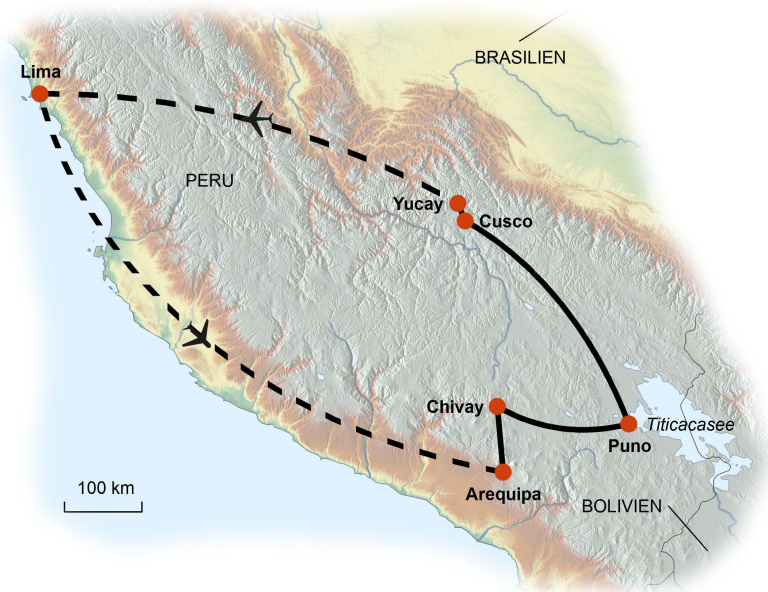 BRASILIEN
Lima
PERU
Yucay
Cusco
Chivay
Titicacasee
Puno
100 km
Arequipa
BOLIVIEN